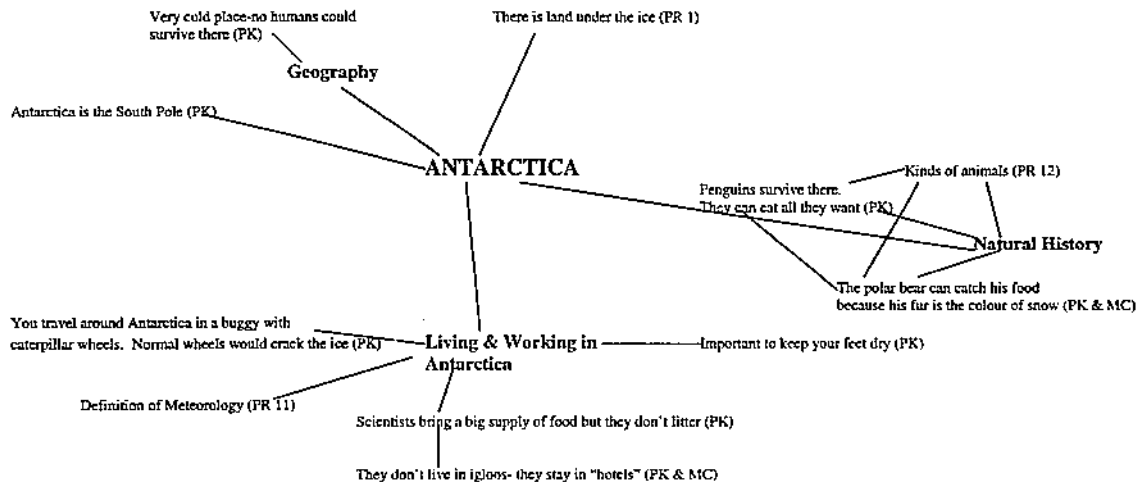 Very cold place-no humans could
survive there (PK)
There is land under the ice (PR 1)
Geography
Antarctica is the South Pole (PK)
ANTARCTICA
Kinds of animals (PR 12)
Penguins survive there.
They can eat all they want (PK)
Natural History
The polar bear can catch his food
because his fur is the colour of snow (PK & MC)
You travel around Antarctica in a buggy with
caterpillar wheels. Normal wheels would crack the ice (PK)
Living & Working in
Antarctica
Important to keep your feet dry (PK)
Definition of Meteorology (PR 11)
Scientists bring a big supply of food but they don't litter (PK)
They don't live in igloos- they stay in "hotels" (PK & MC)